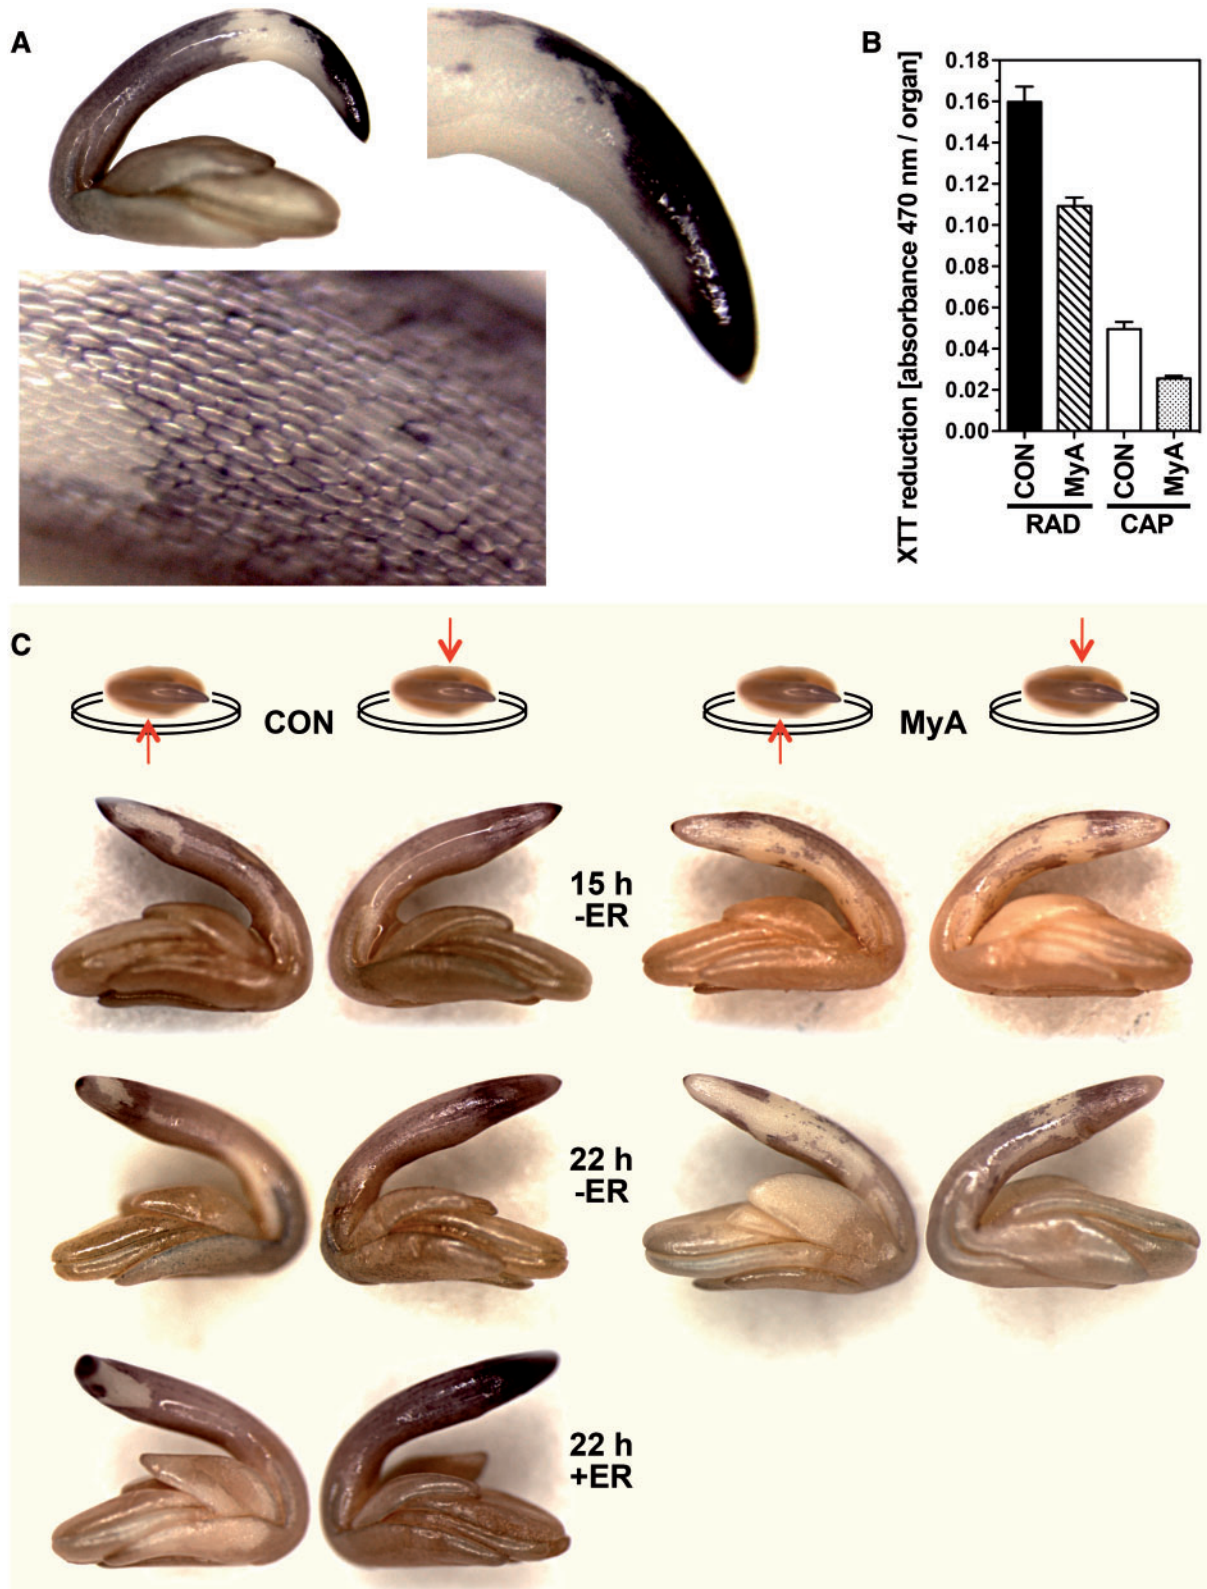 A
B
XTT reduction [absorbance 470 nm / organ]
0.18
0.16
0.14
0.12
0.10
0.08
0.06
0.04
0.02
0.00
CON
MyA
CON
MyA
RAD
CAP
C
CON
MyA
15 h
-ER
22 h
-ER
22 h
+ER